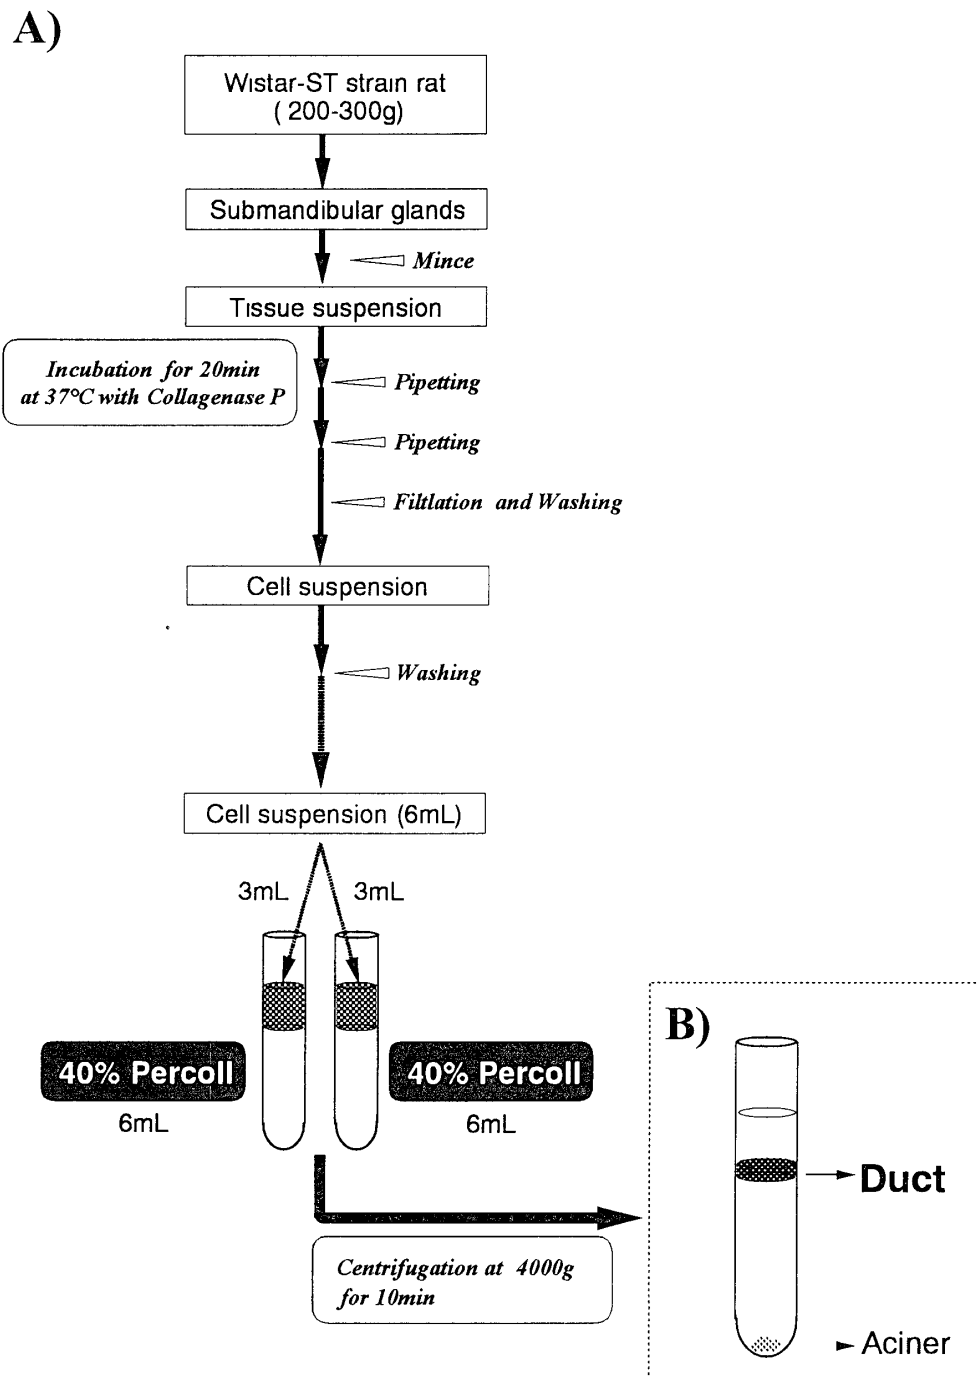 A)
Wistar-ST strain rat
( 200-300g)
Submandibular glands
Mince
Tissue suspension
Incubation for 20min
at 37°C with Collagenase P
Pipetting
Pipetting
Filtlation and Washing
Cell suspension
Washing
Cell suspension (6mL)
3mL 3mL
40% Percoll 40% Percoll
6mL 6mL
Centrifugation at 4000g
for 10min
B)
Duct
Aciner